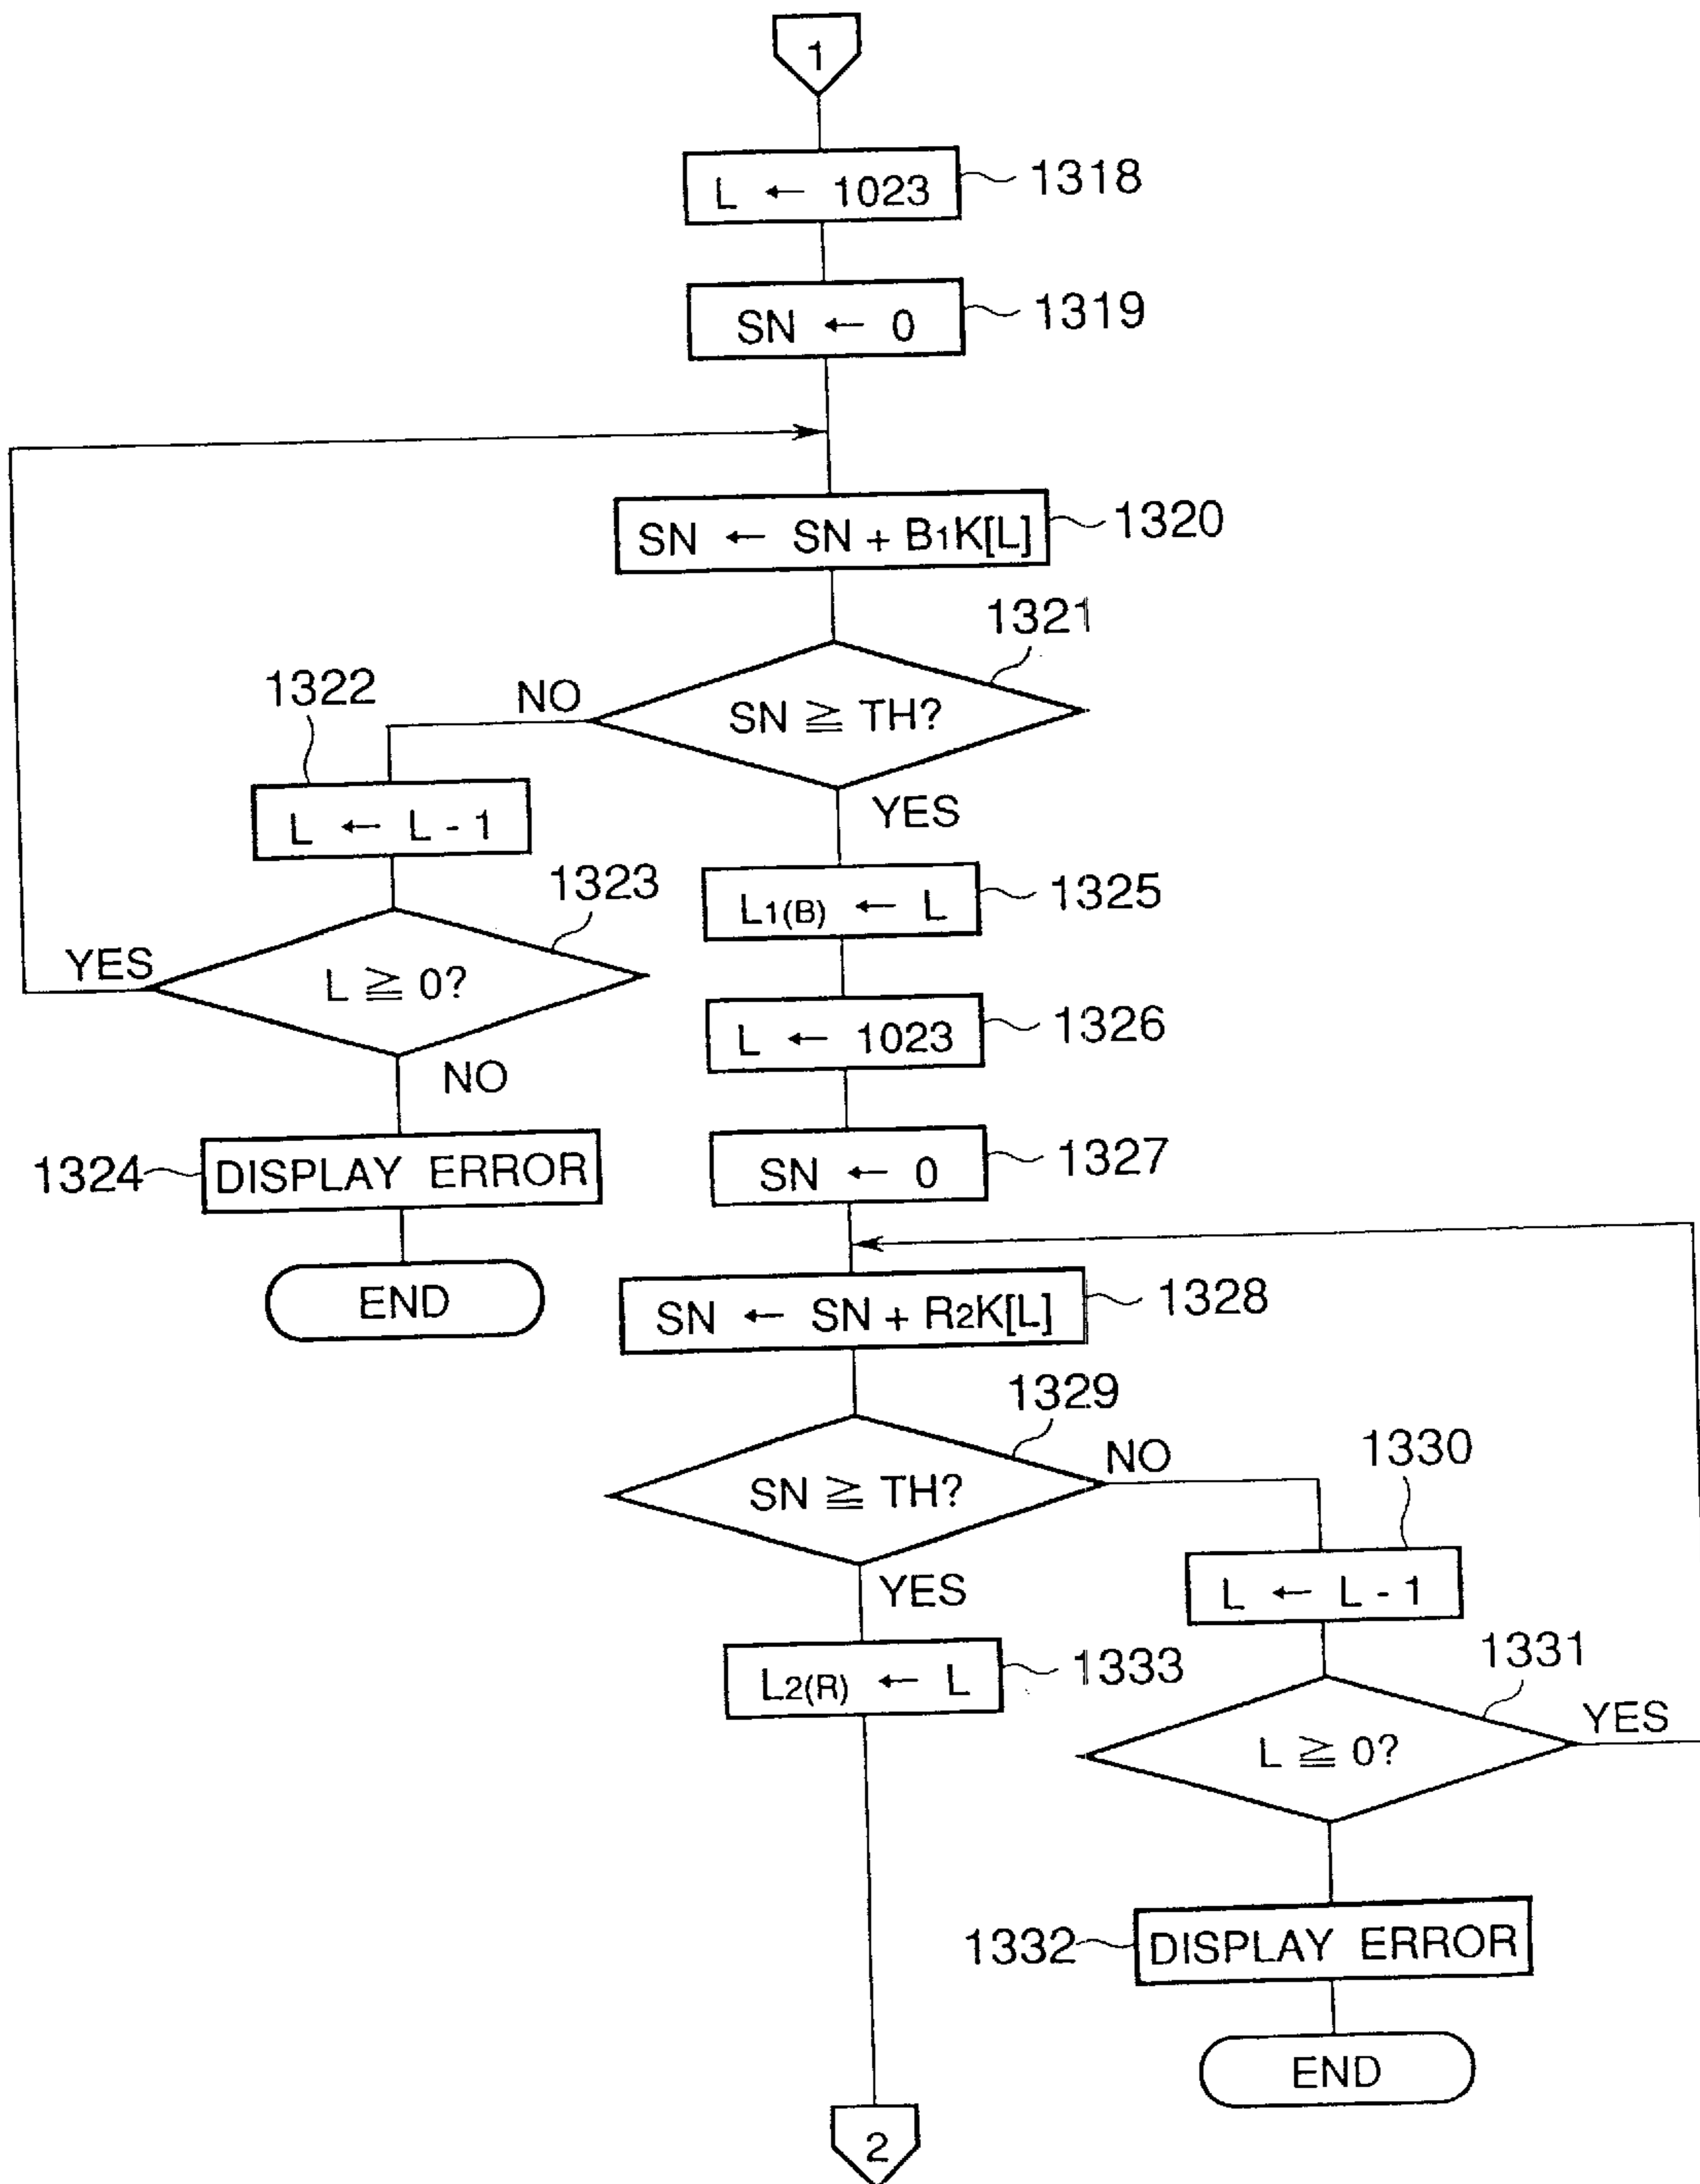 1
L ← 1023
1318
SN ← 0
1319
SN ← SN + B1K[L]
1320
1321
SN ≧ TH?
NO
YES
1322
L ← L - 1
1323
L ≧ 0?
YES
NO
1324
DISPLAY ERROR
END
L1(B) ← L
1325
L ← 1023
1326
SN ← 0
1327
SN ← SN + R2K[L]
1328
1329
SN ≧ TH?
NO
YES
1330
L ← L - 1
1331
L ≧ 0?
YES
1332
DISPLAY ERROR
END
L2(R) ← L
1333
2